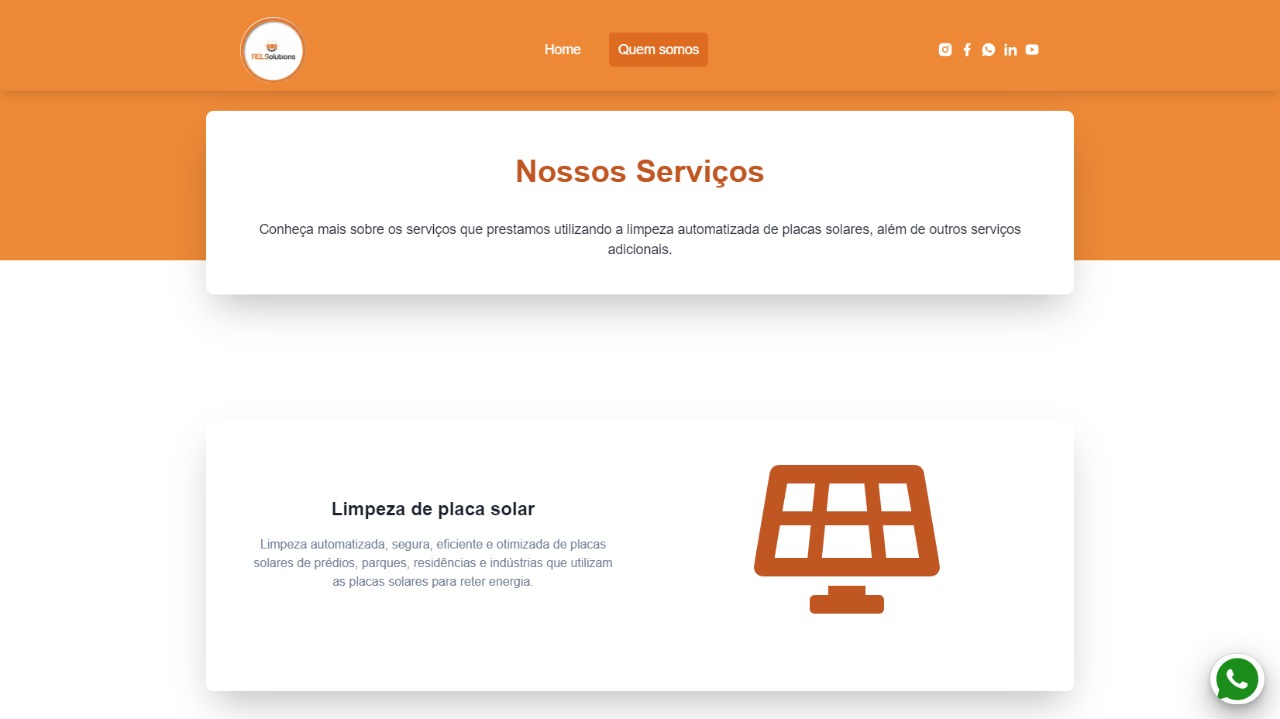 RELSolutions
Home
Quem somos
Nossos Serviços
Conheça mais sobre os serviços que prestamos utilizando a limpeza automatizada de placas solares, além de outros serviços
adicionais.
Limpeza de placa solar
Limpeza automatizada, segura, eficiente e otimizada de placas
solares de prédios, parques, residências e indústrias que utilizam
as placas solares para reter energia.